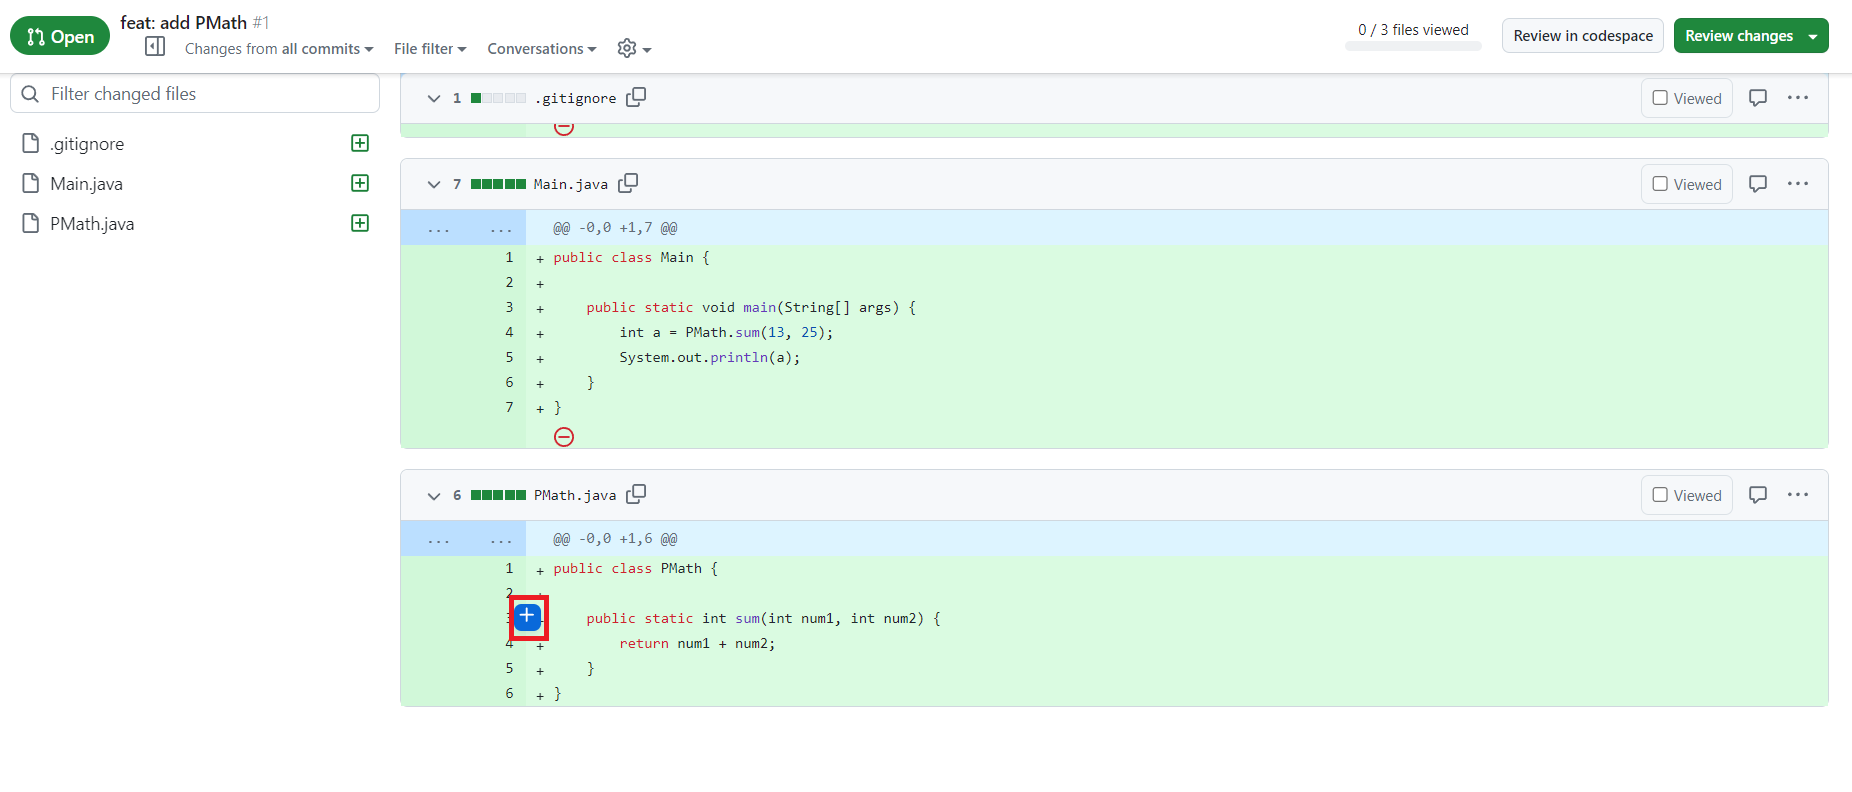 Open
feat: add PMath #1
Changes from all commits
File filter
Conversations
0 / 3 files viewed
Review in codespace
Review changes
Filter changed files
.gitignore
Main.java
PMath.java
1 .gitignore
Viewed
...
7 Main.java
Viewed
...
... ... @@ -0,0 +1,7 @@
1 + public class Main {
2 +
3 +     public static void main(String[] args) {
4 +         int a = PMath.sum(13, 25);
5 +         System.out.println(a);
6 +     }
7 + }
6 PMath.java
Viewed
...
... ... @@ -0,0 +1,6 @@
1 + public class PMath {
2 +
3 +     public static int sum(int num1, int num2) {
4 +         return num1 + num2;
5 +     }
6 + }